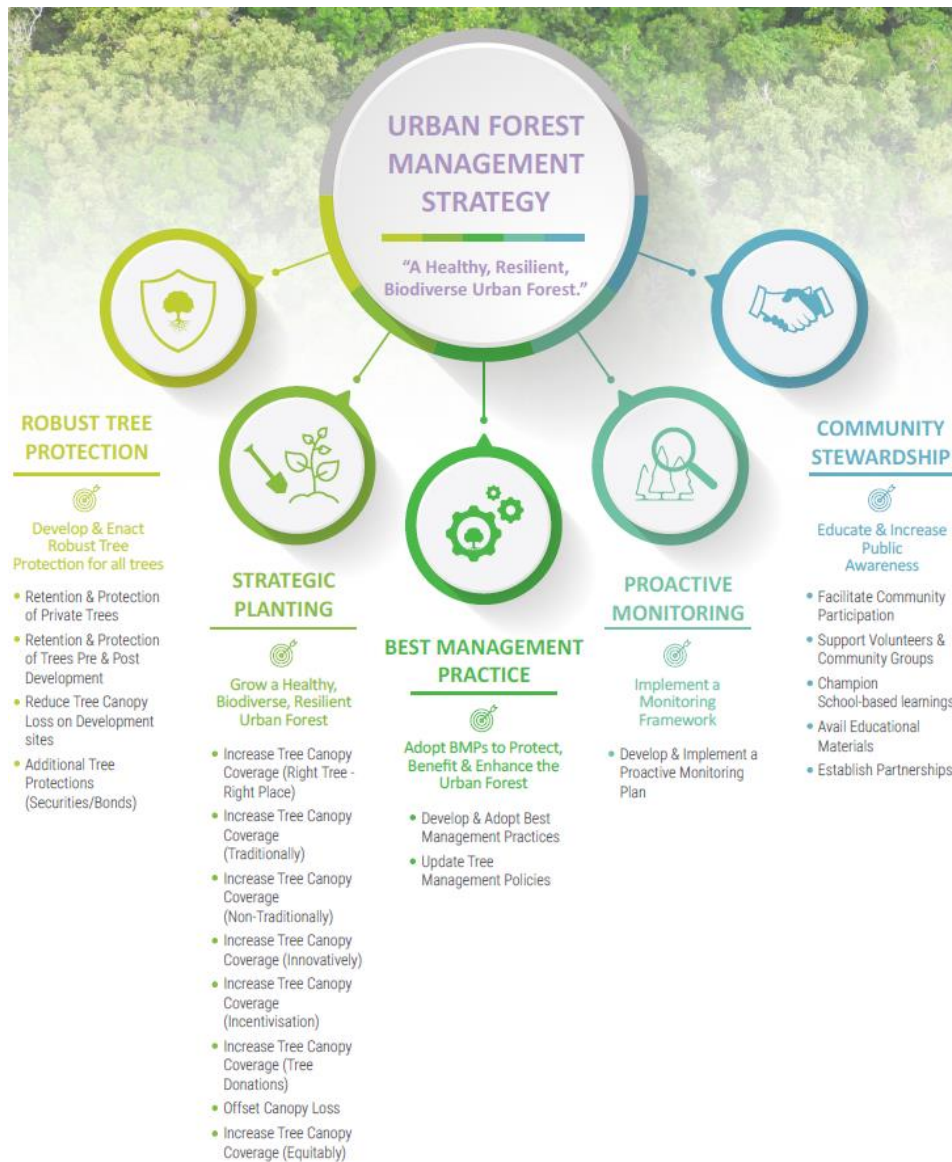 URBAN FOREST
MANAGEMENT
STRATEGY
“A Healthy, Resilient,
Biodiverse Urban Forest.”
ROBUST TREE
PROTECTION
Develop & Enact
Robust Tree
Protection for all trees
• Retention & Protection
of Private Trees
• Retention & Protection
of Trees Pre & Post
Development
• Reduce Tree Canopy
Loss on Development
sites
• Additional Tree
Protections
(Securities/Bonds)
STRATEGIC
PLANTING
Grow a Healthy,
Biodiverse, Resilient
Urban Forest
• Increase Tree Canopy
Coverage (Right Tree -
Right Place)
• Increase Tree Canopy
Coverage
(Traditionally)
• Increase Tree Canopy
Coverage
(Non-Traditionally)
• Increase Tree Canopy
Coverage (Innovatively)
• Increase Tree Canopy
Coverage
(Incentivisation)
• Increase Tree Canopy
Coverage (Tree
Donations)
• Offset Canopy Loss
• Increase Tree Canopy
Coverage (Equitably)
BEST MANAGEMENT
PRACTICE
Adopt BMPs to Protect,
Benefit & Enhance the
Urban Forest
• Develop & Adopt Best
Management Practices
• Update Tree
Management Policies
PROACTIVE
MONITORING
Implement a
Monitoring
Framework
• Develop & Implement a
Proactive Monitoring
Plan
COMMUNITY
STEWARDSHIP
Educate & Increase
Public
Awareness
• Facilitate Community
Participation
• Support Volunteers &
Community Groups
• Champion
School-based learnings
• Avail Educational
Materials
• Establish Partnerships